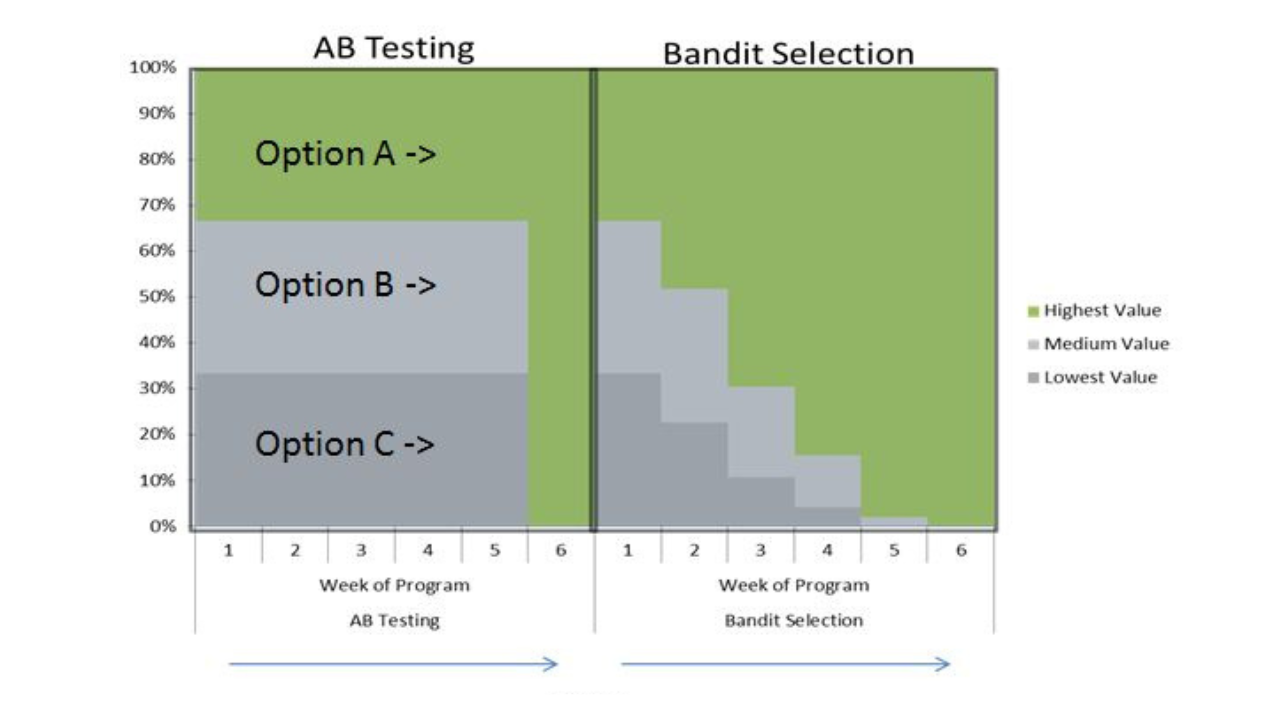 AB Testing
Bandit Selection
100%
90%
80%
70%
60%
50%
40%
30%
20%
10%
0%
Option A ->
Option B ->
Option C ->
Highest Value
Medium Value
Lowest Value
1 2 3 4 5 6 1 2 3 4 5 6
Week of Program Week of Program
AB Testing Bandit Selection